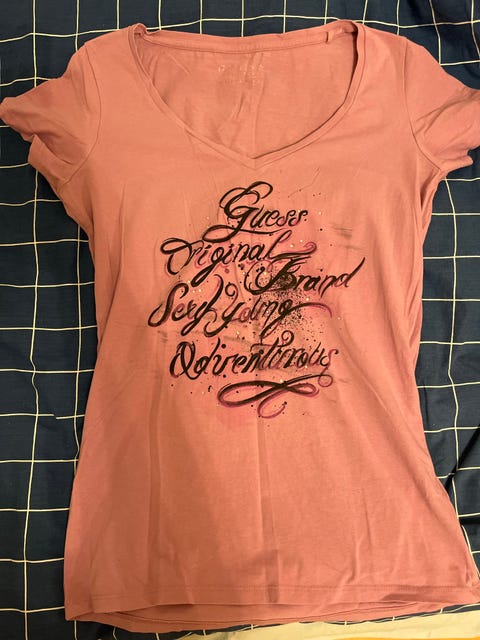 Guess
Original
Brand
Sexy Young
Adventurous